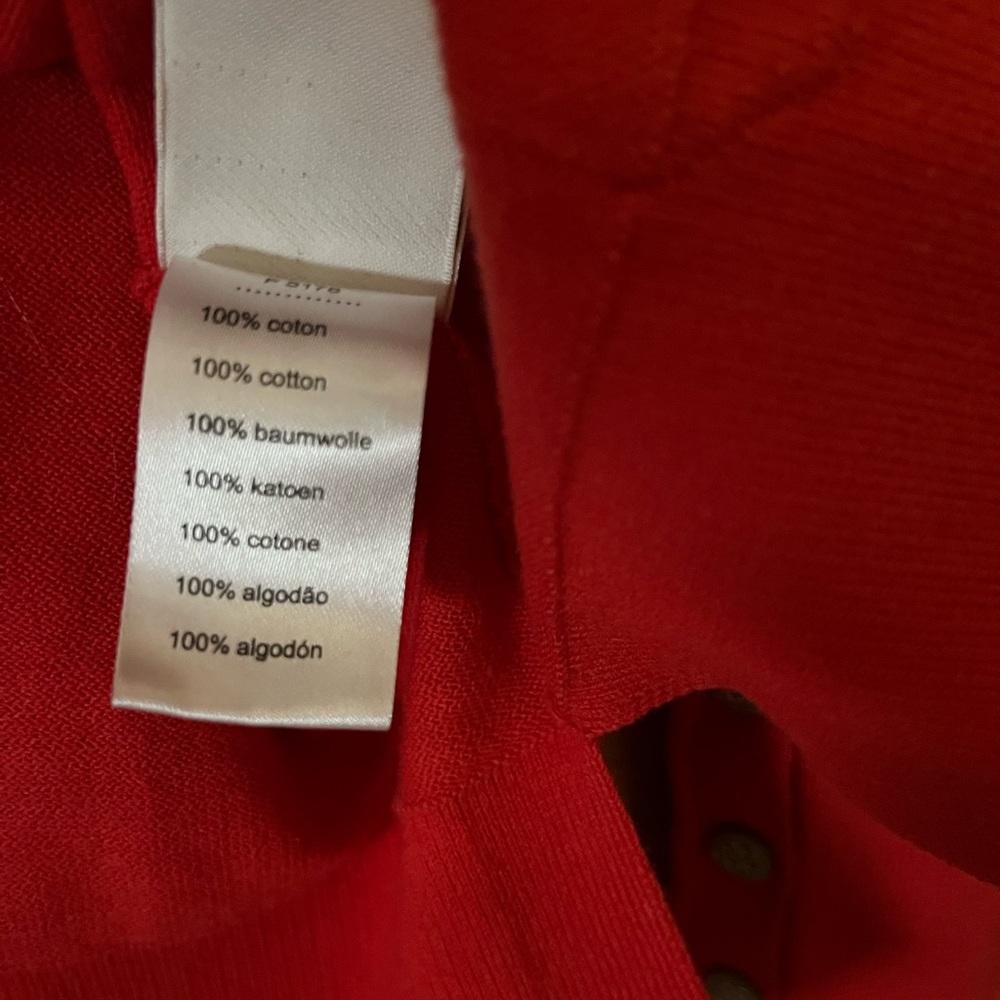 100% coton
100% cotton
100% baumwolle
100% katoen
100% cotone
100% algodão
100% algodón